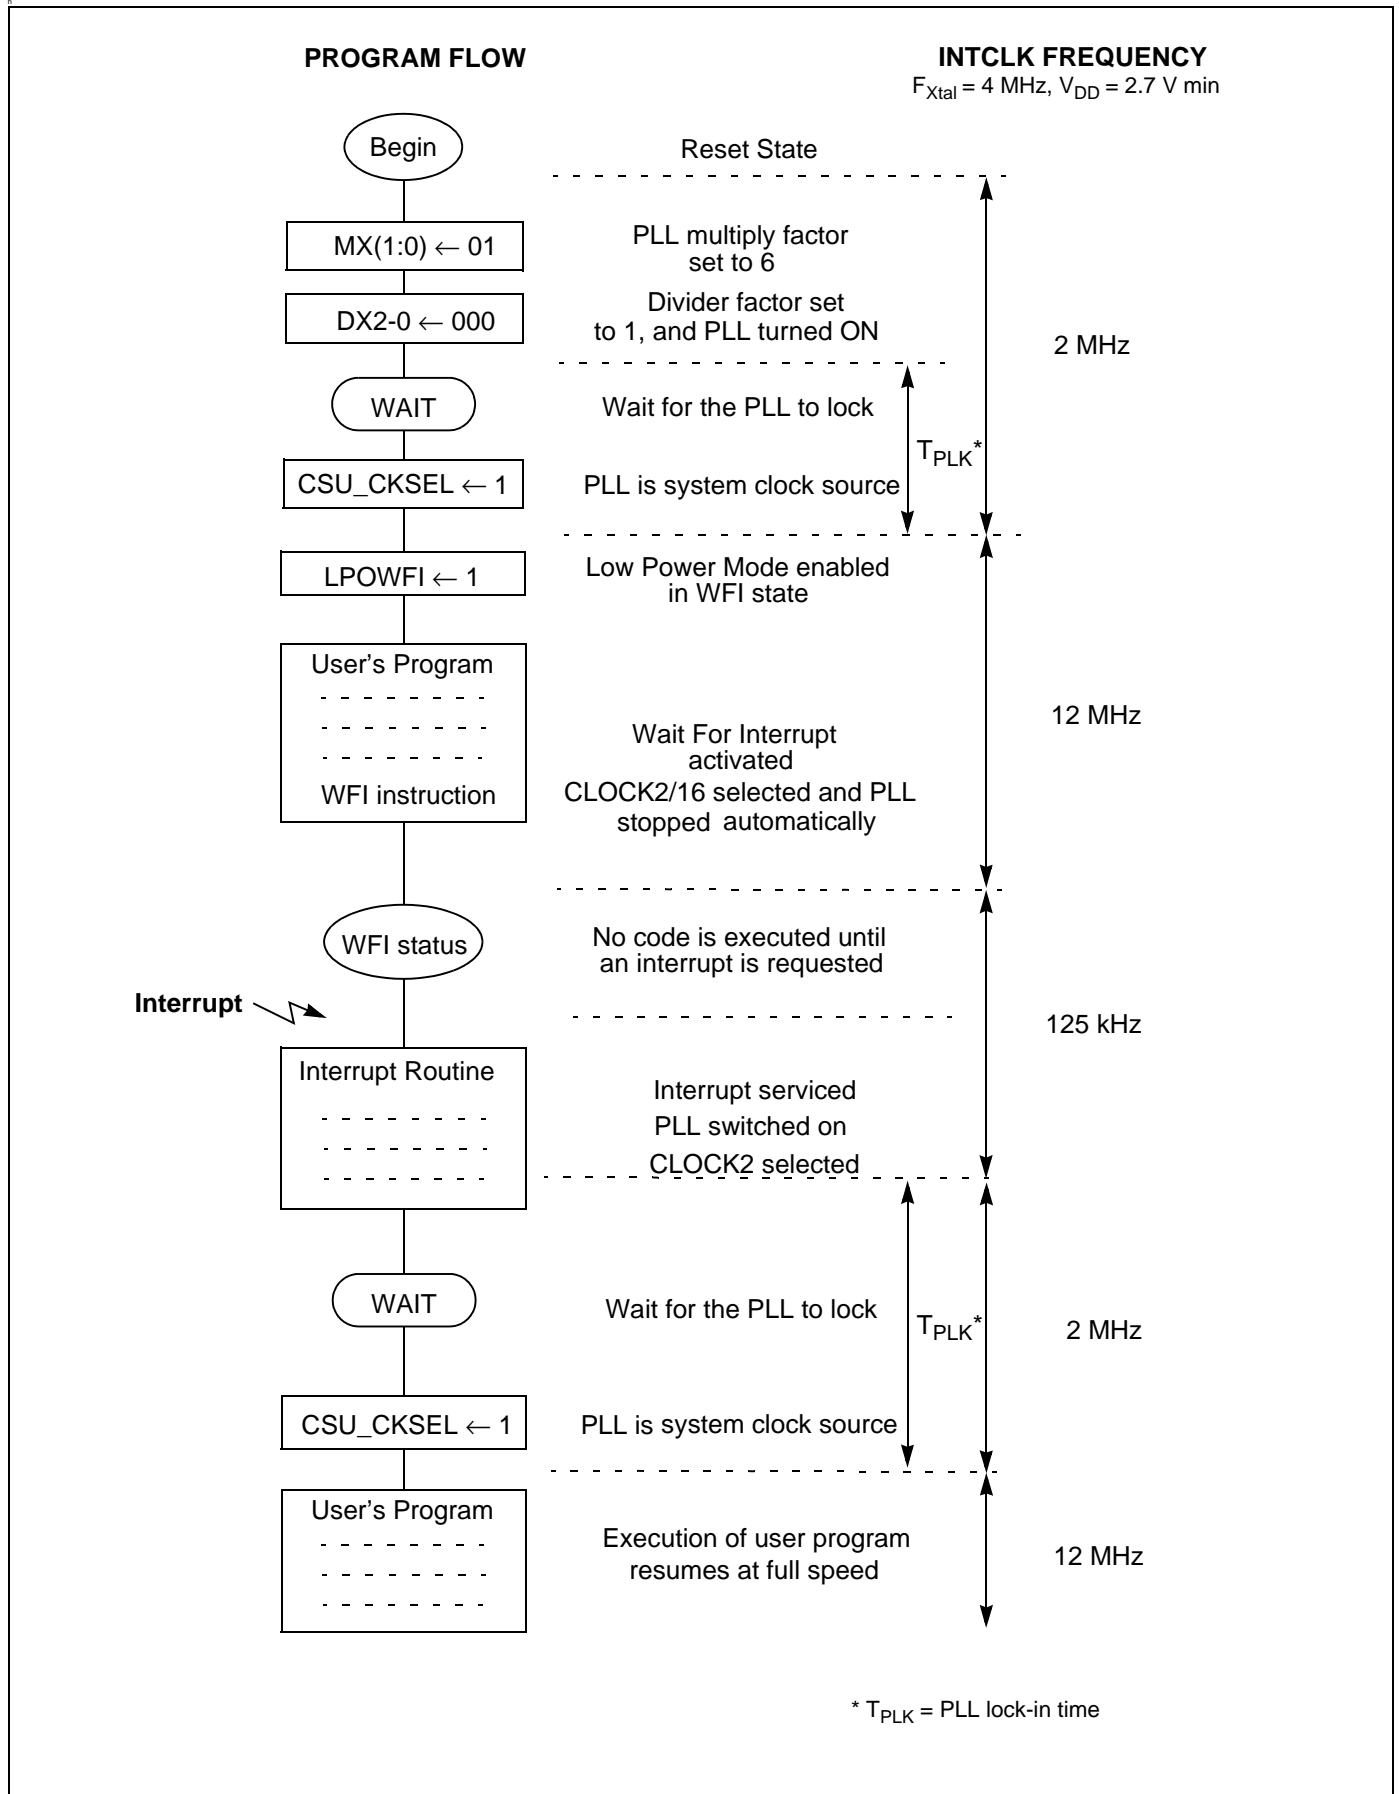 PROGRAM FLOW
INTCLK FREQUENCY
F_Xtal = 4 MHz, V_DD = 2.7 V min
Begin
Reset State
MX(1:0) ← 01
PLL multiply factor
set to 6
DX2-0 ← 000
Divider factor set
to 1, and PLL turned ON
2 MHz
WAIT
Wait for the PLL to lock
T_PLK*
CSU_CKSEL ← 1
PLL is system clock source
LPOWFI ← 1
Low Power Mode enabled
in WFI state
User's Program
WFI instruction
Wait For Interrupt
activated
CLOCK2/16 selected and PLL
stopped automatically
12 MHz
WFI status
No code is executed until
an interrupt is requested
Interrupt
125 kHz
Interrupt Routine
Interrupt serviced
PLL switched on
CLOCK2 selected
WAIT
Wait for the PLL to lock
T_PLK*
2 MHz
CSU_CKSEL ← 1
PLL is system clock source
User's Program
Execution of user program
resumes at full speed
12 MHz
* T_PLK = PLL lock-in time